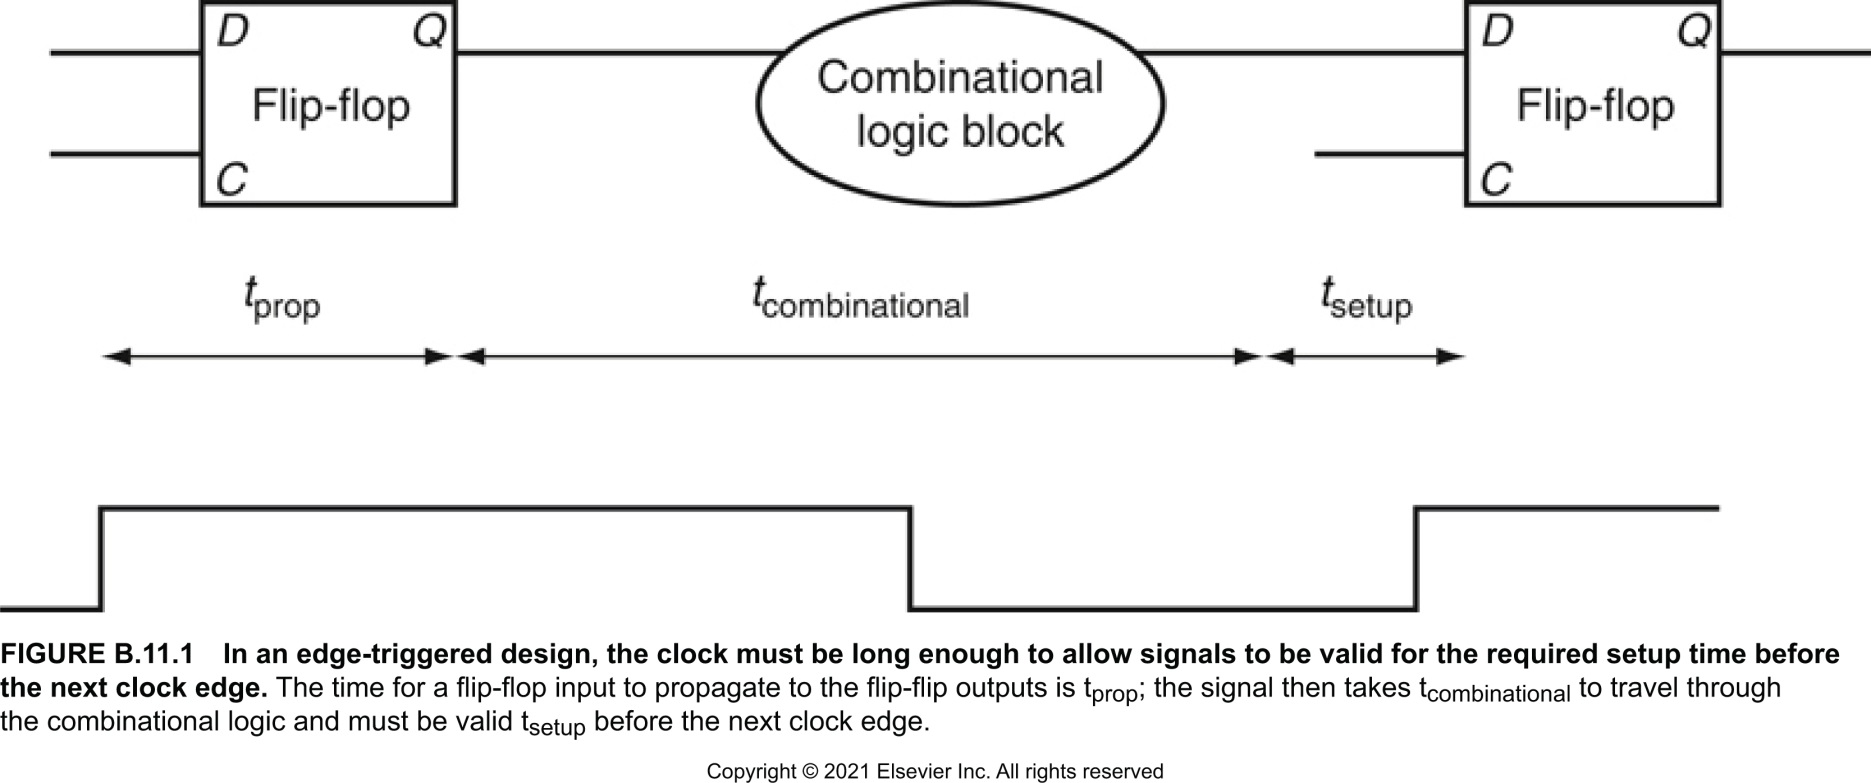 D Q
Flip-flop
C
Combinational
logic block
D Q
Flip-flop
C
tprop
tcombinational
tsetup
FIGURE B.11.1 In an edge-triggered design, the clock must be long enough to allow signals to be valid for the required setup time before
the next clock edge. The time for a flip-flop input to propagate to the flip-flip outputs is tprop; the signal then takes tcombinational to travel through
the combinational logic and must be valid tsetup before the next clock edge.
Copyright © 2021 Elsevier Inc. All rights reserved